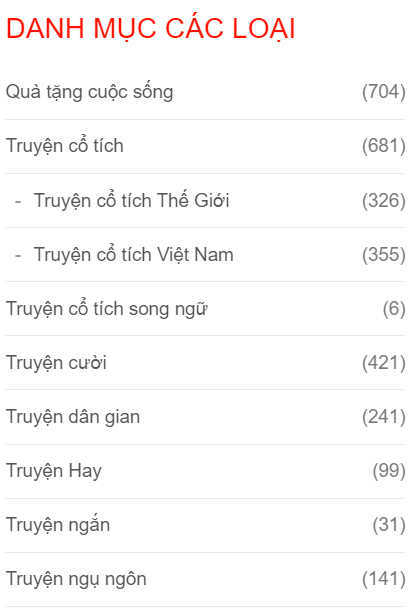 DANH MỤC CÁC LOẠI
Quà tặng cuộc sống (704)
Truyện cổ tích (681)
- Truyện cổ tích Thế Giới (326)
- Truyện cổ tích Việt Nam (355)
Truyện cổ tích song ngữ (6)
Truyện cười (421)
Truyện dân gian (241)
Truyện Hay (99)
Truyện ngắn (31)
Truyện ngụ ngôn (141)